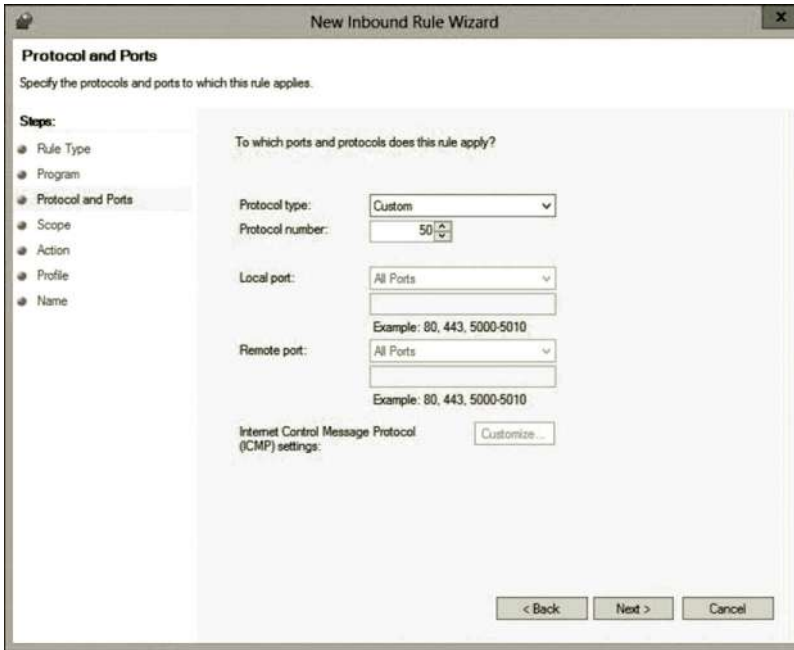 New Inbound Rule Wizard
x
Protocol and Ports
Specify the protocols and ports to which this rule applies.
Steps:
Rule Type
Program
Protocol and Ports
Scope
Action
Profile
Name
To which ports and protocols does this rule apply?
Protocol type: Custom
Protocol number: 50
Local port: All Ports
Example: 80, 443, 5000-5010
Remote port: All Ports
Example: 80, 443, 5000-5010
Internet Control Message Protocol
(ICMP) settings:
Customize...
< Back Next > Cancel